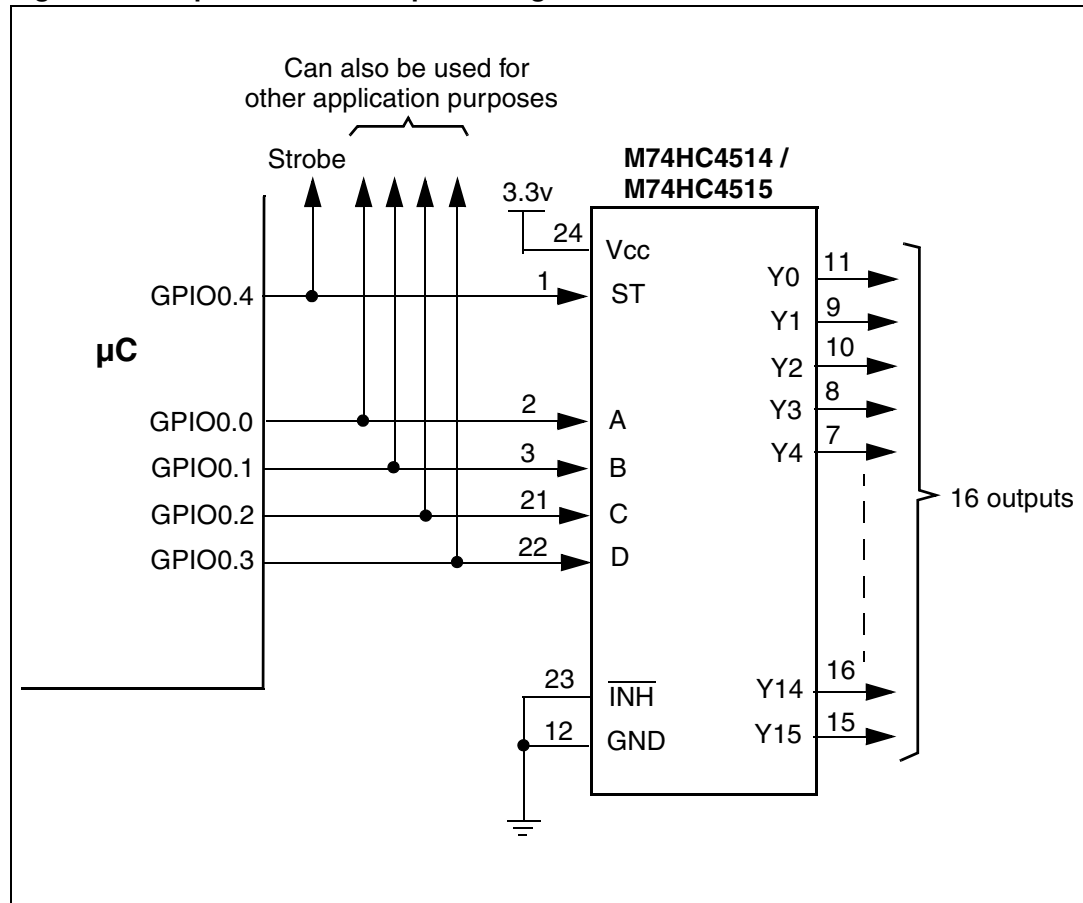 Can also be used for
other application purposes
Strobe
M74HC4514 /
M74HC4515
3.3v
24
Vcc
GPIO0.4
1
ST
µC
GPIO0.0
2
A
GPIO0.1
3
B
GPIO0.2
21
C
GPIO0.3
22
D
23
INH
12
GND
Y0
11
Y1
9
Y2
10
Y3
8
Y4
7
16 outputs
Y14
16
Y15
15